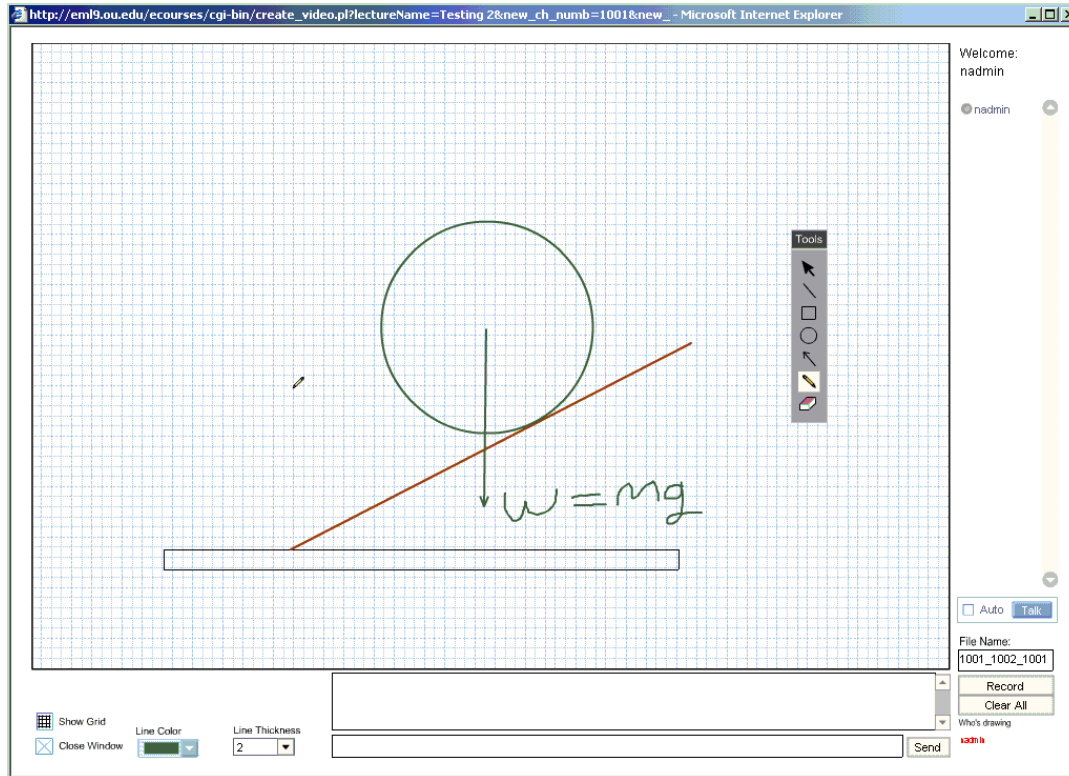 http://eml9.ou.edu/ecourses/cgi-bin/create_video.pl?lectureName=Testing 2&new_ch_numb=1001&new_ - Microsoft Internet Explorer
Welcome:
nadmin
nadmin
Tools
W = mg
Auto
Talk
File Name:
1001_1002_1001
Record
Clear All
Who's drawing
nadmin
Show Grid
Close Window
Line Color
Line Thickness
2
Send